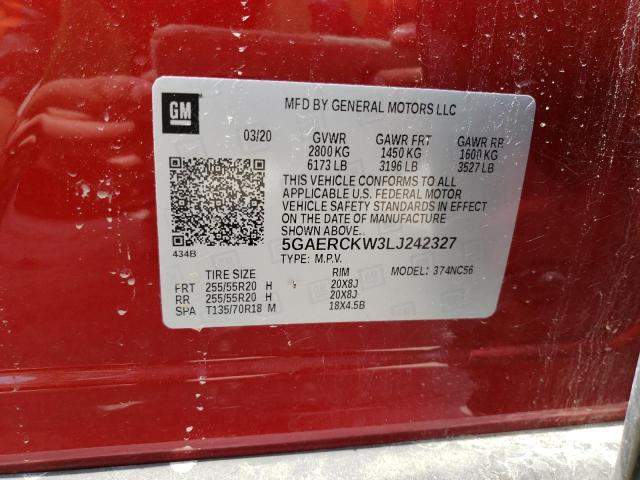 GM
MFD BY GENERAL MOTORS LLC
03/20 GVWR GAWR FRT GAWR RR
2800 KG 1450 KG 1600 KG
6173 LB 3196 LB 3527 LB
THIS VEHICLE CONFORMS TO ALL
APPLICABLE U.S. FEDERAL MOTOR
VEHICLE SAFETY STANDARDS IN EFFECT
ON THE DATE OF MANUFACTURE
SHOWN ABOVE.
434B
5GAERCKW3LJ242327
TYPE: M.P.V. MODEL: 374NC56
TIRE SIZE RIM
FRT 255/55R20 H 20X8J
RR 255/55R20 H 20X8J
SPA T135/70R18 M 18X4.5B